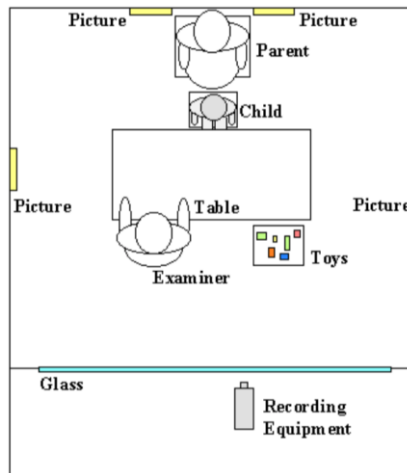 Picture
Picture
Parent
Child
Table
Picture
Picture
Examiner
Toys
Glass
Recording
Equipment